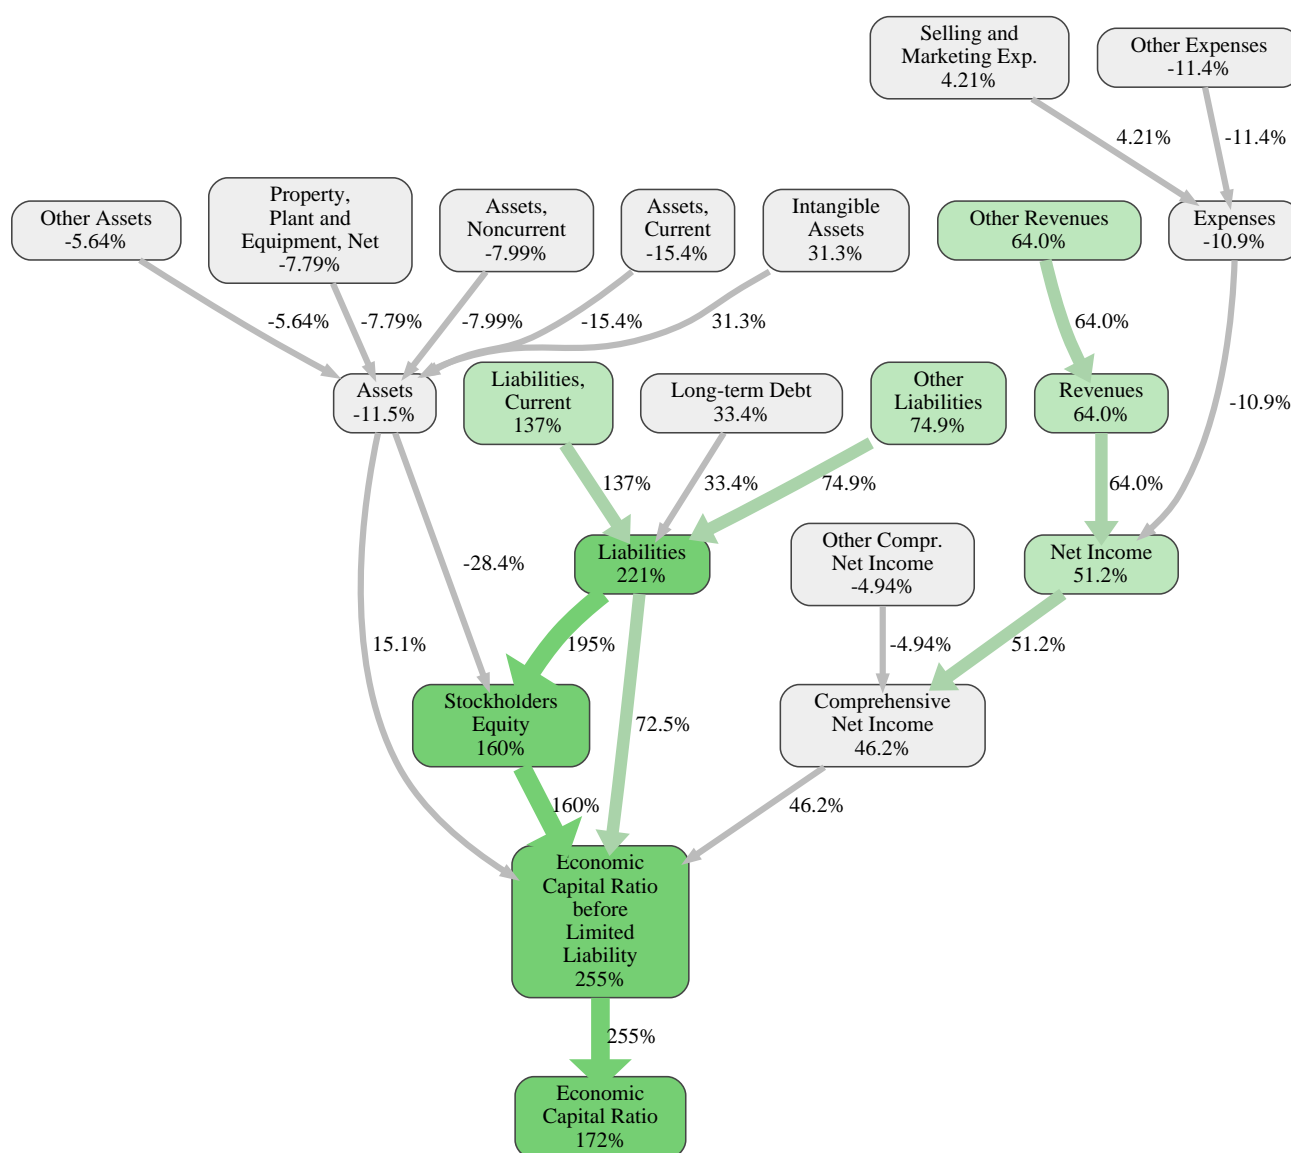 Selling and
Marketing Exp.
4.21%
Other Expenses
-11.4%
4.21%
-11.4%
Other Assets
-5.64%
Property,
Plant and
Equipment, Net
-7.79%
Assets,
Noncurrent
-7.99%
Assets,
Current
-15.4%
Intangible
Assets
31.3%
Other Revenues
64.0%
Expenses
-10.9%
-5.64%
-7.79%
-7.99%
-15.4%
31.3%
64.0%
-10.9%
Assets
-11.5%
Liabilities,
Current
137%
Long-term Debt
33.4%
Other
Liabilities
74.9%
Revenues
64.0%
137%
33.4%
74.9%
64.0%
-28.4%
Liabilities
221%
Other Compr.
Net Income
-4.94%
Net Income
51.2%
15.1%
195%
72.5%
-4.94%
51.2%
Stockholders
Equity
160%
Comprehensive
Net Income
46.2%
160%
46.2%
Economic
Capital Ratio
before
Limited
Liability
255%
255%
Economic
Capital Ratio
172%